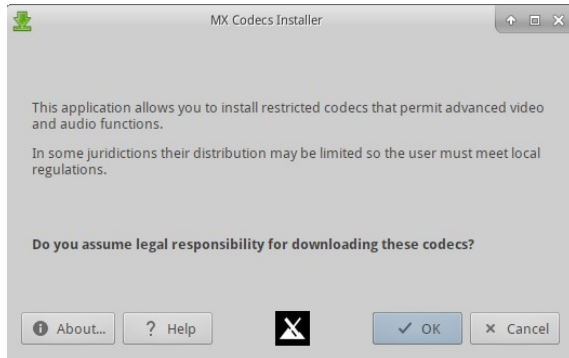 MX Codecs Installer
This application allows you to install restricted codecs that permit advanced video
and audio functions.
In some juridictions their distribution may be limited so the user must meet local
regulations.
Do you assume legal responsibility for downloading these codecs?
About... ? Help OK Cancel